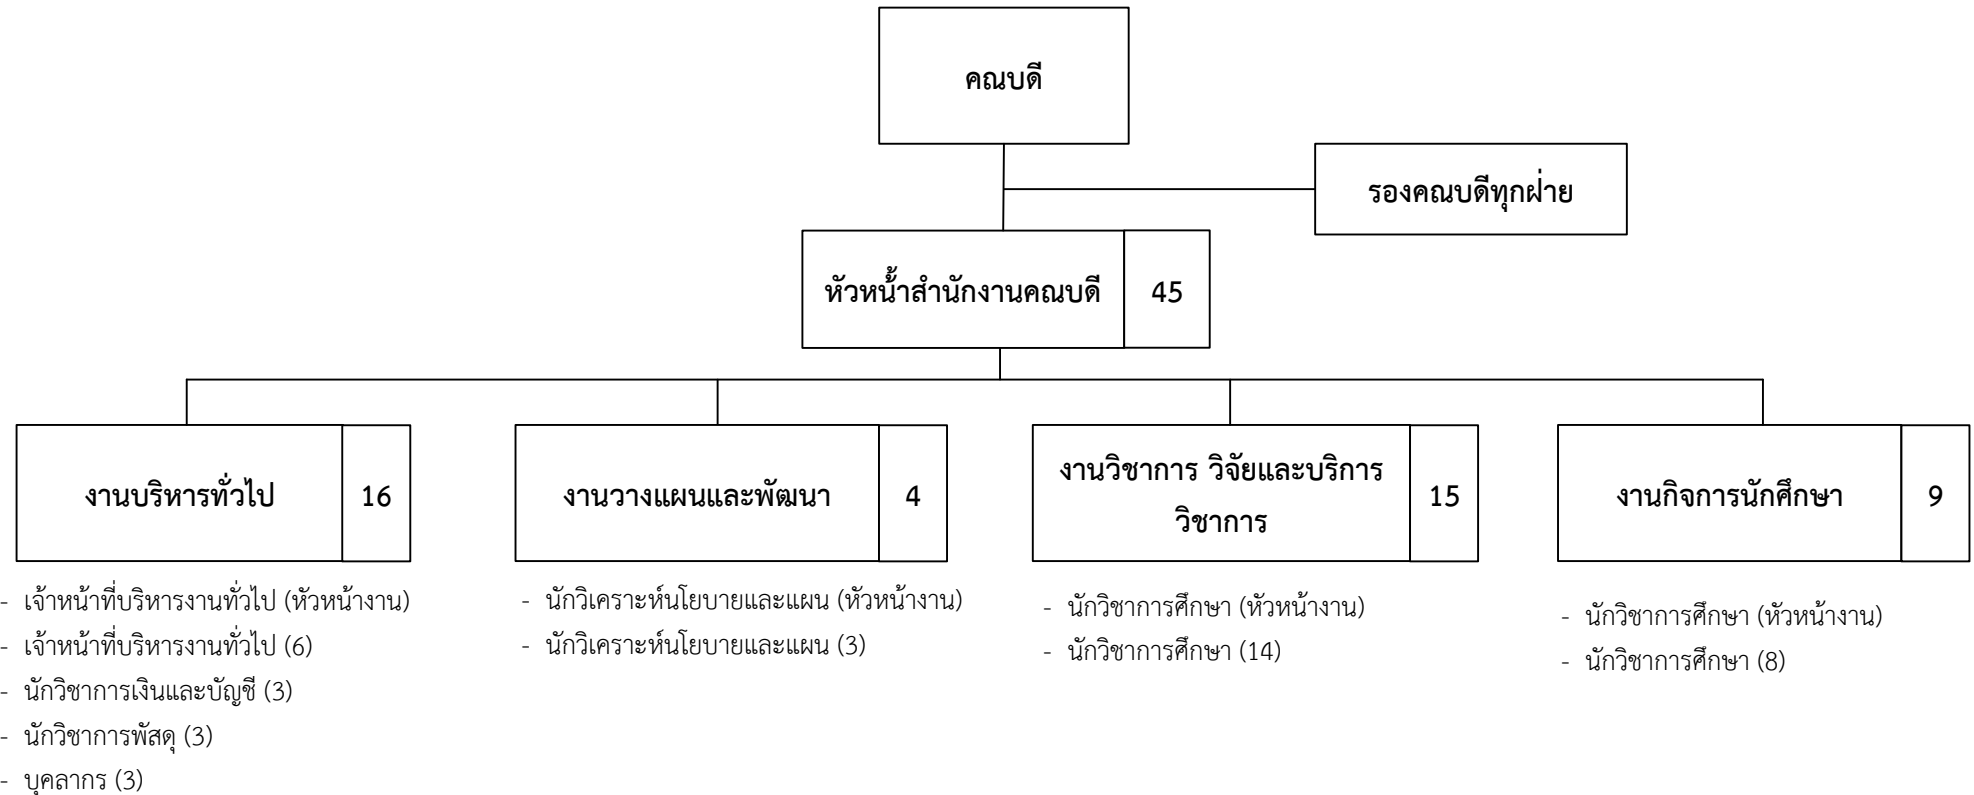 คณบดี
รองคณบดีทุกฝ่าย
หัวหน้าสำนักงานคณบดี 45
งานบริหารทั่วไป 16
งานวางแผนและพัฒนา 4
งานวิชาการ วิจัยและบริการ
วิชาการ
15
งานกิจการนักศึกษา 9
- เจ้าหน้าที่บริหารงานทั่วไป (หัวหน้างาน)
- เจ้าหน้าที่บริหารงานทั่วไป (6)
- นักวิชาการเงินและบัญชี (3)
- นักวิชาการพัสดุ (3)
- บุคลากร (3)
- นักวิเคราะห์นโยบายและแผน (หัวหน้างาน)
- นักวิเคราะห์นโยบายและแผน (3)
- นักวิชาการศึกษา (หัวหน้างาน)
- นักวิชาการศึกษา (14)
- นักวิชาการศึกษา (หัวหน้างาน)
- นักวิชาการศึกษา (8)